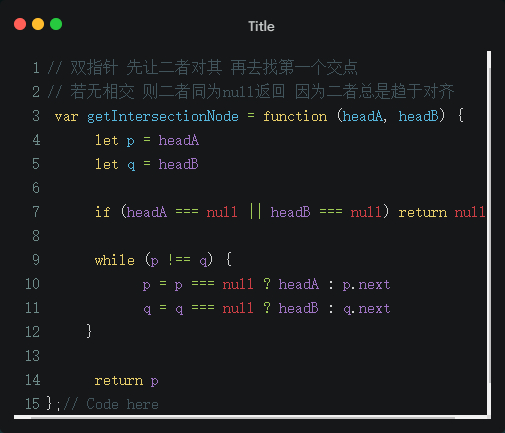 Title
1 // 双指针 先让二者对其 再去找第一个交点
2 // 若无相交 则二者同为null返回 因为二者总是趋于对齐
3 var getIntersectionNode = function (headA, headB) {
4 let p = headA
5 let q = headB
6
7 if (headA === null || headB === null) return null
8
9 while (p !== q) {
10 p = p === null ? headA : p.next
11 q = q === null ? headB : q.next
12 }
13
14 return p
15 };// Code here